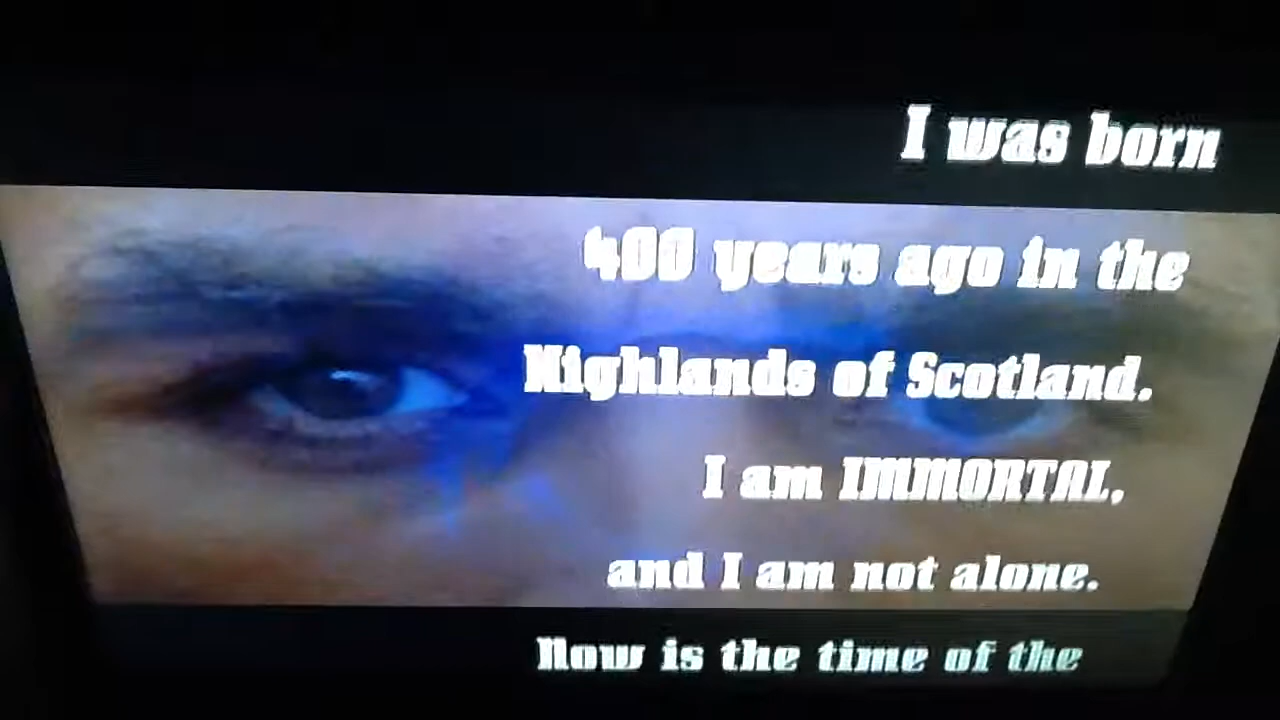 I was born
400 years ago in the
Highlands of Scotland.
I am IMMORTAL,
and I am not alone.
Now is the time of the